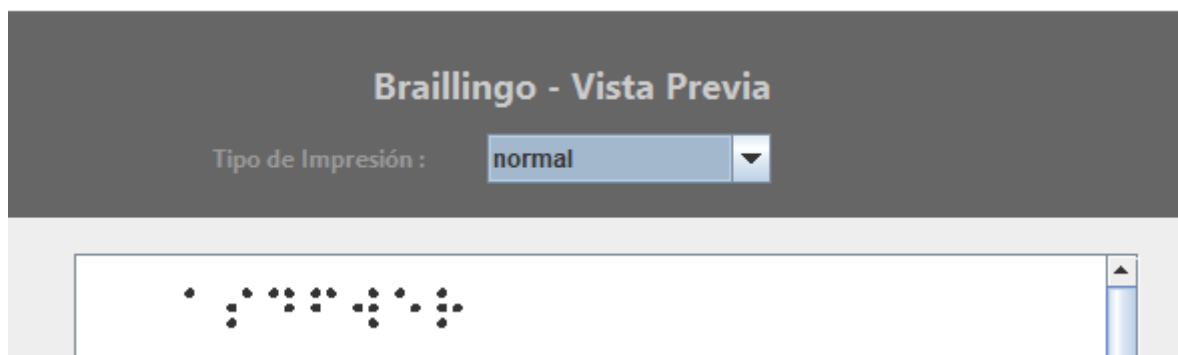 Braillingo - Vista Previa
Tipo de Impresión : normal
⠁⠎⠙⠋⠺⠑⠗